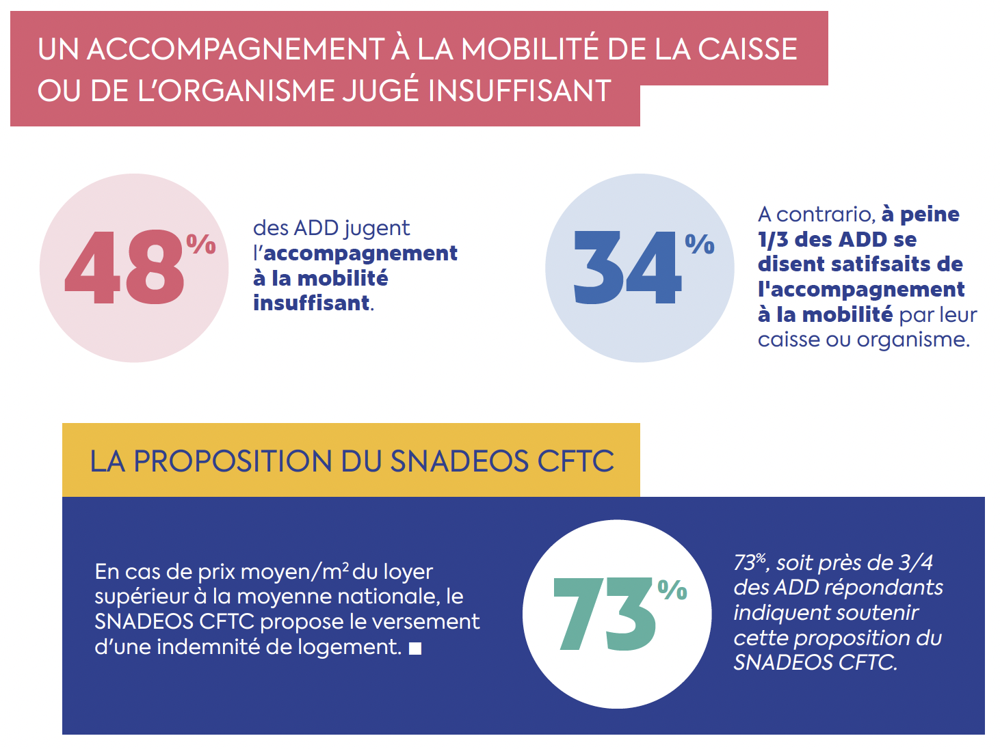 UN ACCOMPAGNEMENT À LA MOBILITÉ DE LA CAISSE
OU DE L'ORGANISME JUGÉ INSUFFISANT
48%
des ADD jugent
l'accompagnement
à la mobilité
insuffisant.
34%
A contrario, à peine
1/3 des ADD se
disent satifsaits de
l'accompagnement
à la mobilité par leur
caisse ou organisme.
LA PROPOSITION DU SNADEOS CFTC
En cas de prix moyen/m² du loyer
supérieur à la moyenne nationale, le
SNADEOS CFTC propose le versement
d'une indemnité de logement. ■
73%
73%, soit près de 3/4
des ADD répondants
indiquent soutenir
cette proposition du
SNADEOS CFTC.